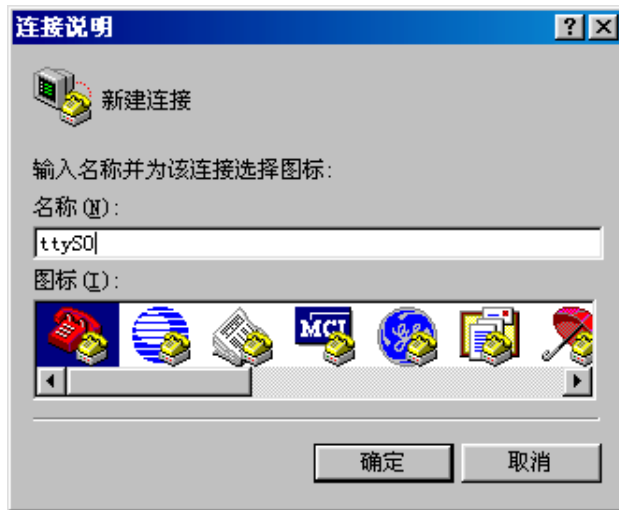 连接说明
新建连接
输入名称并为该连接选择图标:
名称(N):
ttyS0
图标(I):
MCI
确定
取消